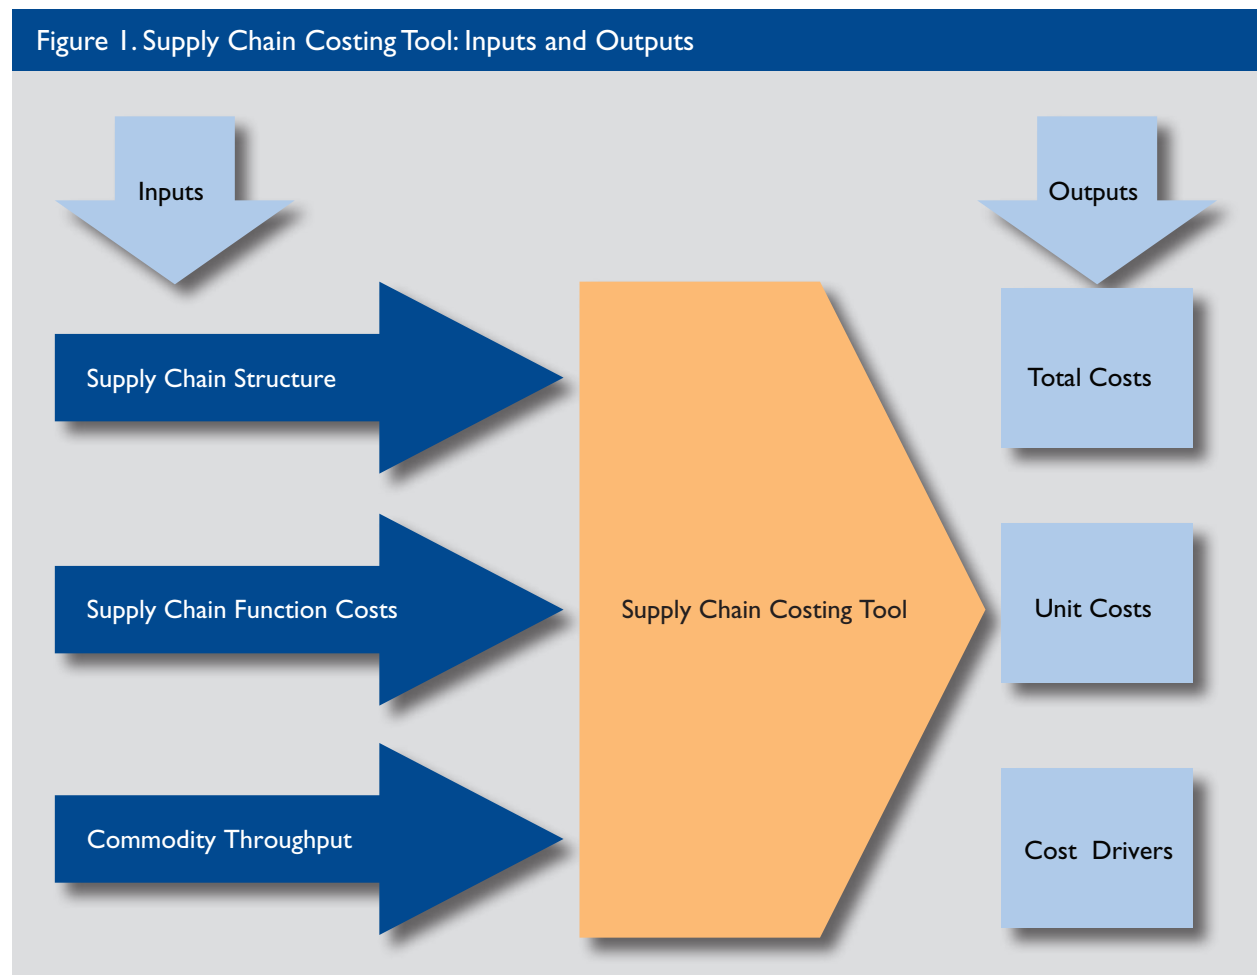 Figure 1. Supply Chain Costing Tool: Inputs and Outputs
Inputs
Outputs
Supply Chain Structure
Total Costs
Supply Chain Function Costs
Supply Chain Costing Tool
Unit Costs
Commodity Throughput
Cost Drivers